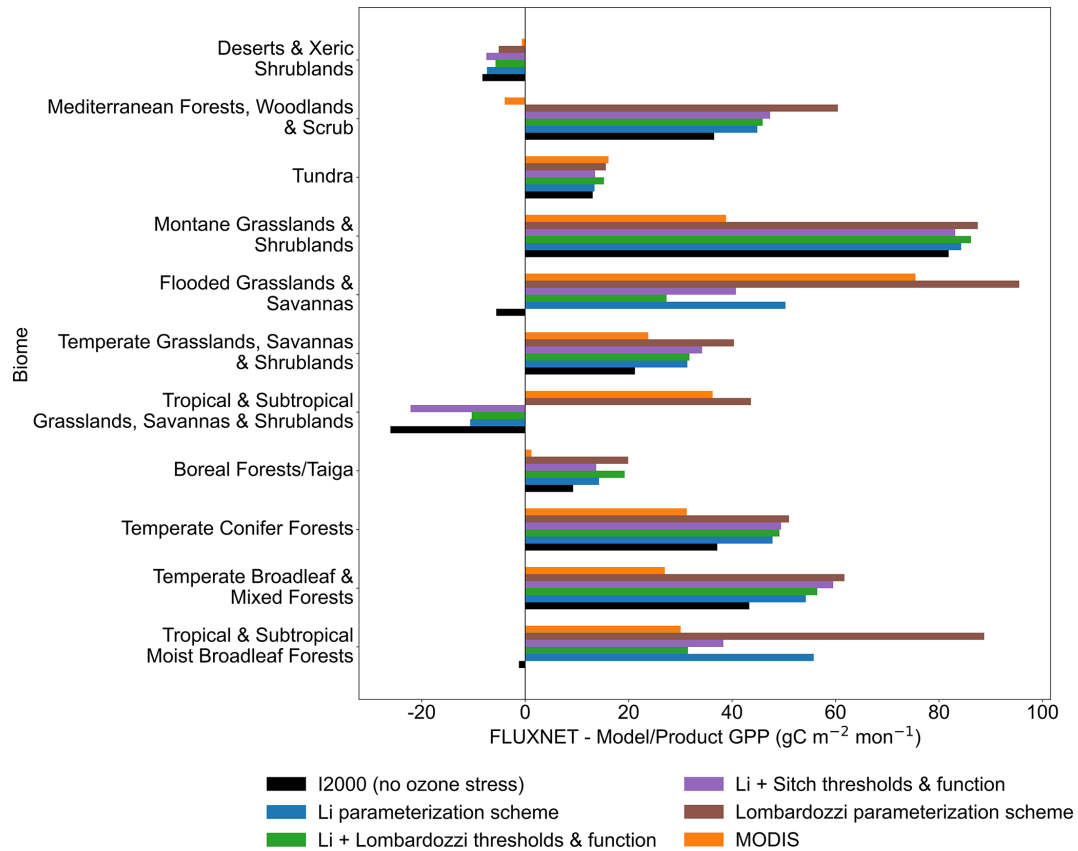 Deserts & Xeric
Shrublands
Mediterranean Forests, Woodlands
& Scrub
Tundra
Montane Grasslands &
Shrublands
Flooded Grasslands &
Savannas
Temperate Grasslands, Savannas
& Shrublands
Tropical & Subtropical
Grasslands, Savannas & Shrublands
Boreal Forests/Taiga
Temperate Conifer Forests
Temperate Broadleaf &
Mixed Forests
Tropical & Subtropical
Moist Broadleaf Forests
Biome
-20 0 20 40 60 80 100
FLUXNET - Model/Product GPP (gC m⁻² mon⁻¹)
I2000 (no ozone stress)
Li parameterization scheme
Li + Lombardozzi thresholds & function
Li + Sitch thresholds & function
Lombardozzi parameterization scheme
MODIS